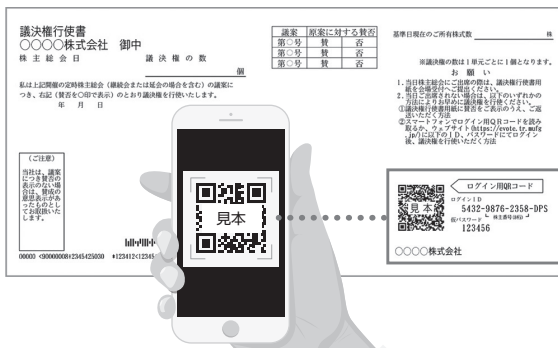 議決権行使書
○○○○株式会社 御中
株主総会日 議決権の数 個
私は上記開催の定時株主総会（継続会または延会の場合を含む）の議案に
つき、右記（賛否を○印で表示）のとおり議決権を行使いたします。
年 月 日
議案 原案に対する賛否
第○号 賛 否
第○号 賛 否
第○号 賛 否
基準日現在のご所有株式数 株
※議決権の数は1単元ごとに1個となります。
お願い
1. 当日株主総会にご出席の際は、議決権行使書用
紙を会場受付へご提出ください。
2. 当日ご出席されない場合は、以下のいずれかの
方法によりお早めに議決権を行使ください。
①議決権行使書用紙に賛否をご表示のうえ、ご返
送いただく方法
②スマートフォンでログイン用QRコードを読み
取るか、ウェブサイト(https://evote.tr.mufg
.jp/)に以下のID、パスワードにてログイン
後、議決権を行使いただく方法
〈ご注意〉
当社は、議案
につき賛否の
表示のない場
合は、賛成の
意思表示があ
ったものとし
てお取扱いた
します。
00000 <90000008<2345425030 *123412<12345
見本
見本
ログイン用QRコード
ログインID
5432-9876-2358-DPS
株主番号(8桁)
仮パスワード
123456
○○○○株式会社